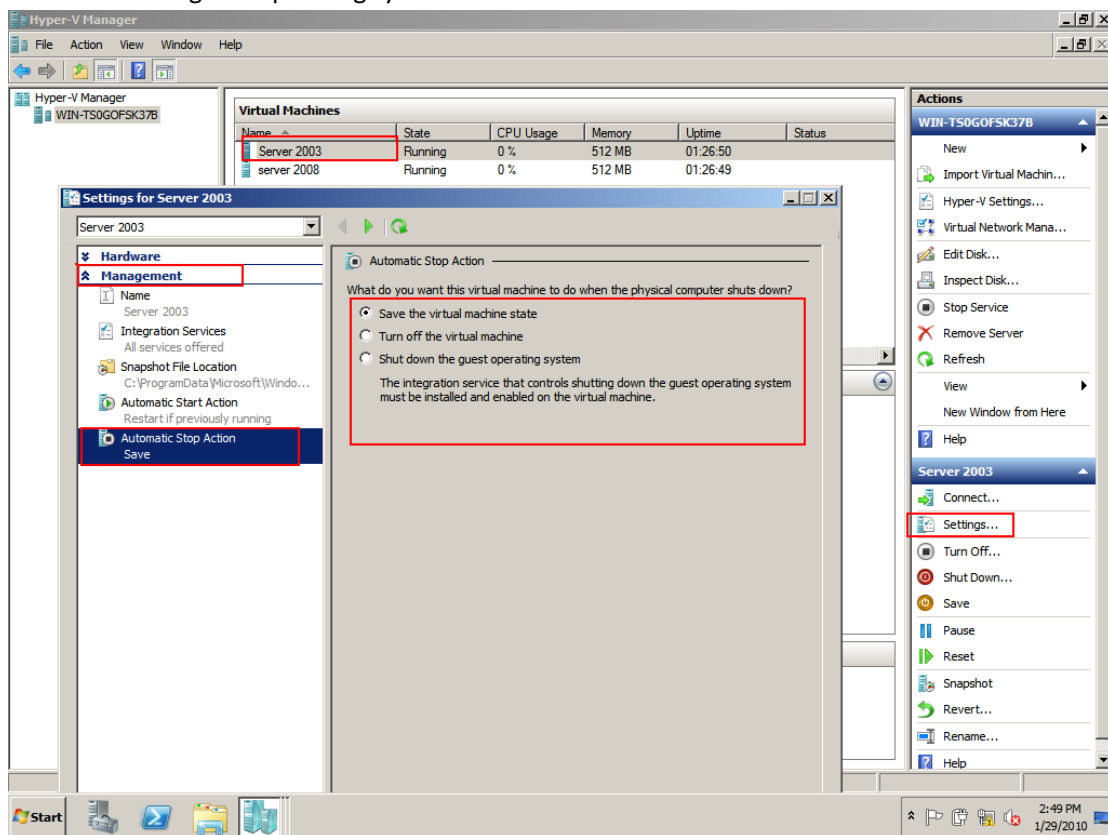 Hyper-V Manager
File Action View Window Help
Hyper-V Manager
WIN-TS0GOFSK37B
Virtual Machines
Name State CPU Usage Memory Uptime Status
Server 2003 Running 0 % 512 MB 01:26:50
server 2008 Running 0 % 512 MB 01:26:49
Settings for Server 2003
Server 2003
Hardware
Management
Name
Server 2003
Integration Services
All services offered
Snapshot File Location
C:\ProgramData\Microsoft\Windo...
Automatic Start Action
Restart if previously running
Automatic Stop Action
Save
Automatic Stop Action
What do you want this virtual machine to do when the physical computer shuts down?
Save the virtual machine state
Turn off the virtual machine
Shut down the guest operating system
The integration service that controls shutting down the guest operating system
must be installed and enabled on the virtual machine.
Actions
WIN-TS0GOFSK37B
New
Import Virtual Machin...
Hyper-V Settings...
Virtual Network Mana...
Edit Disk...
Inspect Disk...
Stop Service
Remove Server
Refresh
View
New Window from Here
Help
Server 2003
Connect...
Settings...
Turn Off...
Shut Down...
Save
Pause
Reset
Snapshot
Revert...
Rename...
Help
Start
2:49 PM
1/29/2010